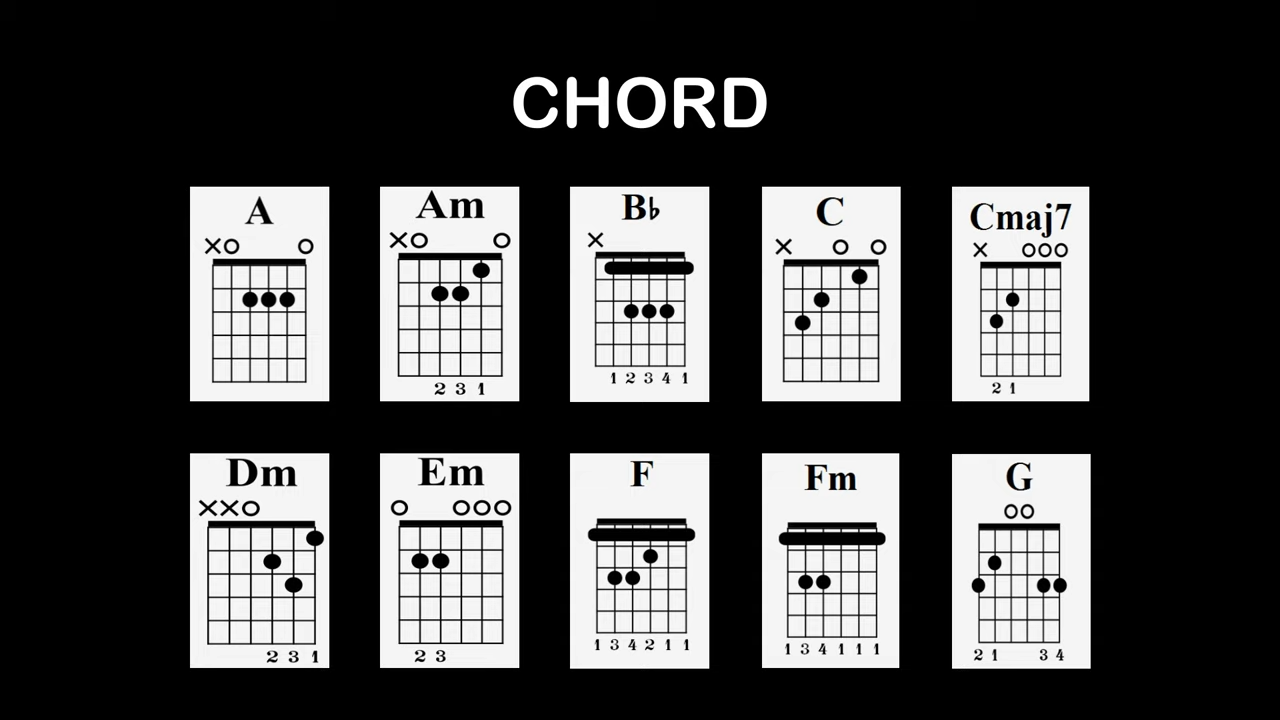 CHORD
A Am B♭ C Cmaj7
×○ ○ ×○ ○ × × ○ ○ × ○○○
2 3 1 1 2 3 4 1 2 1
Dm Em F Fm G
××○ ○ ○○○ ○○
2 3 1 2 3 1 3 4 2 1 1 1 3 4 1 1 1 2 1 3 4